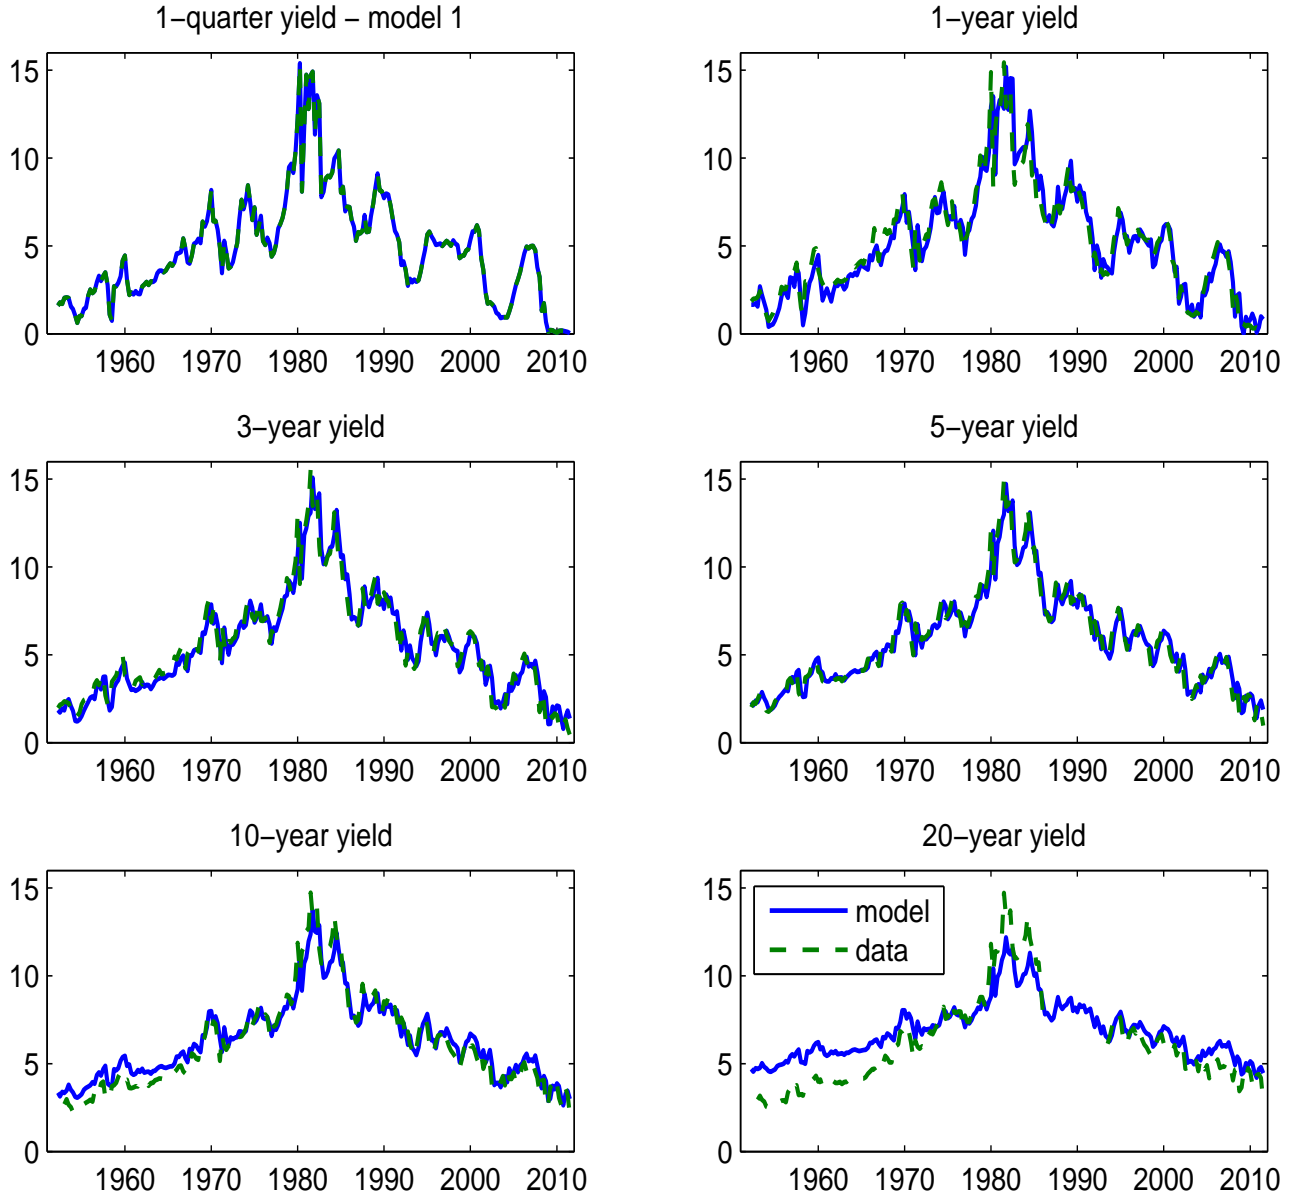 1−quarter yield − model 1
15
10
5
0
1960 1970 1980 1990 2000 2010
1−year yield
15
10
5
0
1960 1970 1980 1990 2000 2010
3−year yield
15
10
5
0
1960 1970 1980 1990 2000 2010
5−year yield
15
10
5
0
1960 1970 1980 1990 2000 2010
10−year yield
15
10
5
0
1960 1970 1980 1990 2000 2010
20−year yield
15
10
5
0
1960 1970 1980 1990 2000 2010
model
data